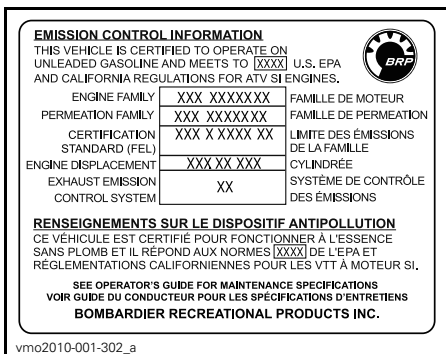 EMISSION CONTROL INFORMATION
THIS VEHICLE IS CERTIFIED TO OPERATE ON
UNLEADED GASOLINE AND MEETS TO XXXX U.S. EPA
AND CALIFORNIA REGULATIONS FOR ATV SI ENGINES.
BRP
ENGINE FAMILY XXX XXXXXXX FAMILLE DE MOTEUR
PERMEATION FAMILY XXX XXXXXXX FAMILLE DE PERMEATION
CERTIFICATION XXX X XXXX XX LIMITE DES ÉMISSIONS
STANDARD (FEL) DE LA FAMILLE
ENGINE DISPLACEMENT XXX XX XXX CYLINDRÉE
EXHAUST EMISSION XX SYSTÈME DE CONTRÔLE
CONTROL SYSTEM DES ÉMISSIONS
RENSEIGNEMENTS SUR LE DISPOSITIF ANTIPOLLUTION
CE VÉHICULE EST CERTIFIÉ POUR FONCTIONNER À L'ESSENCE
SANS PLOMB ET IL RÉPOND AUX NORMES XXXX DE L'EPA ET
RÉGLEMENTATIONS CALIFORNIENNES POUR LES VTT À MOTEUR SI.
SEE OPERATOR'S GUIDE FOR MAINTENANCE SPECIFICATIONS
VOIR GUIDE DU CONDUCTEUR POUR LES SPÉCIFICATIONS D'ENTRETIENS
BOMBARDIER RECREATIONAL PRODUCTS INC.
vmo2010-001-302_a